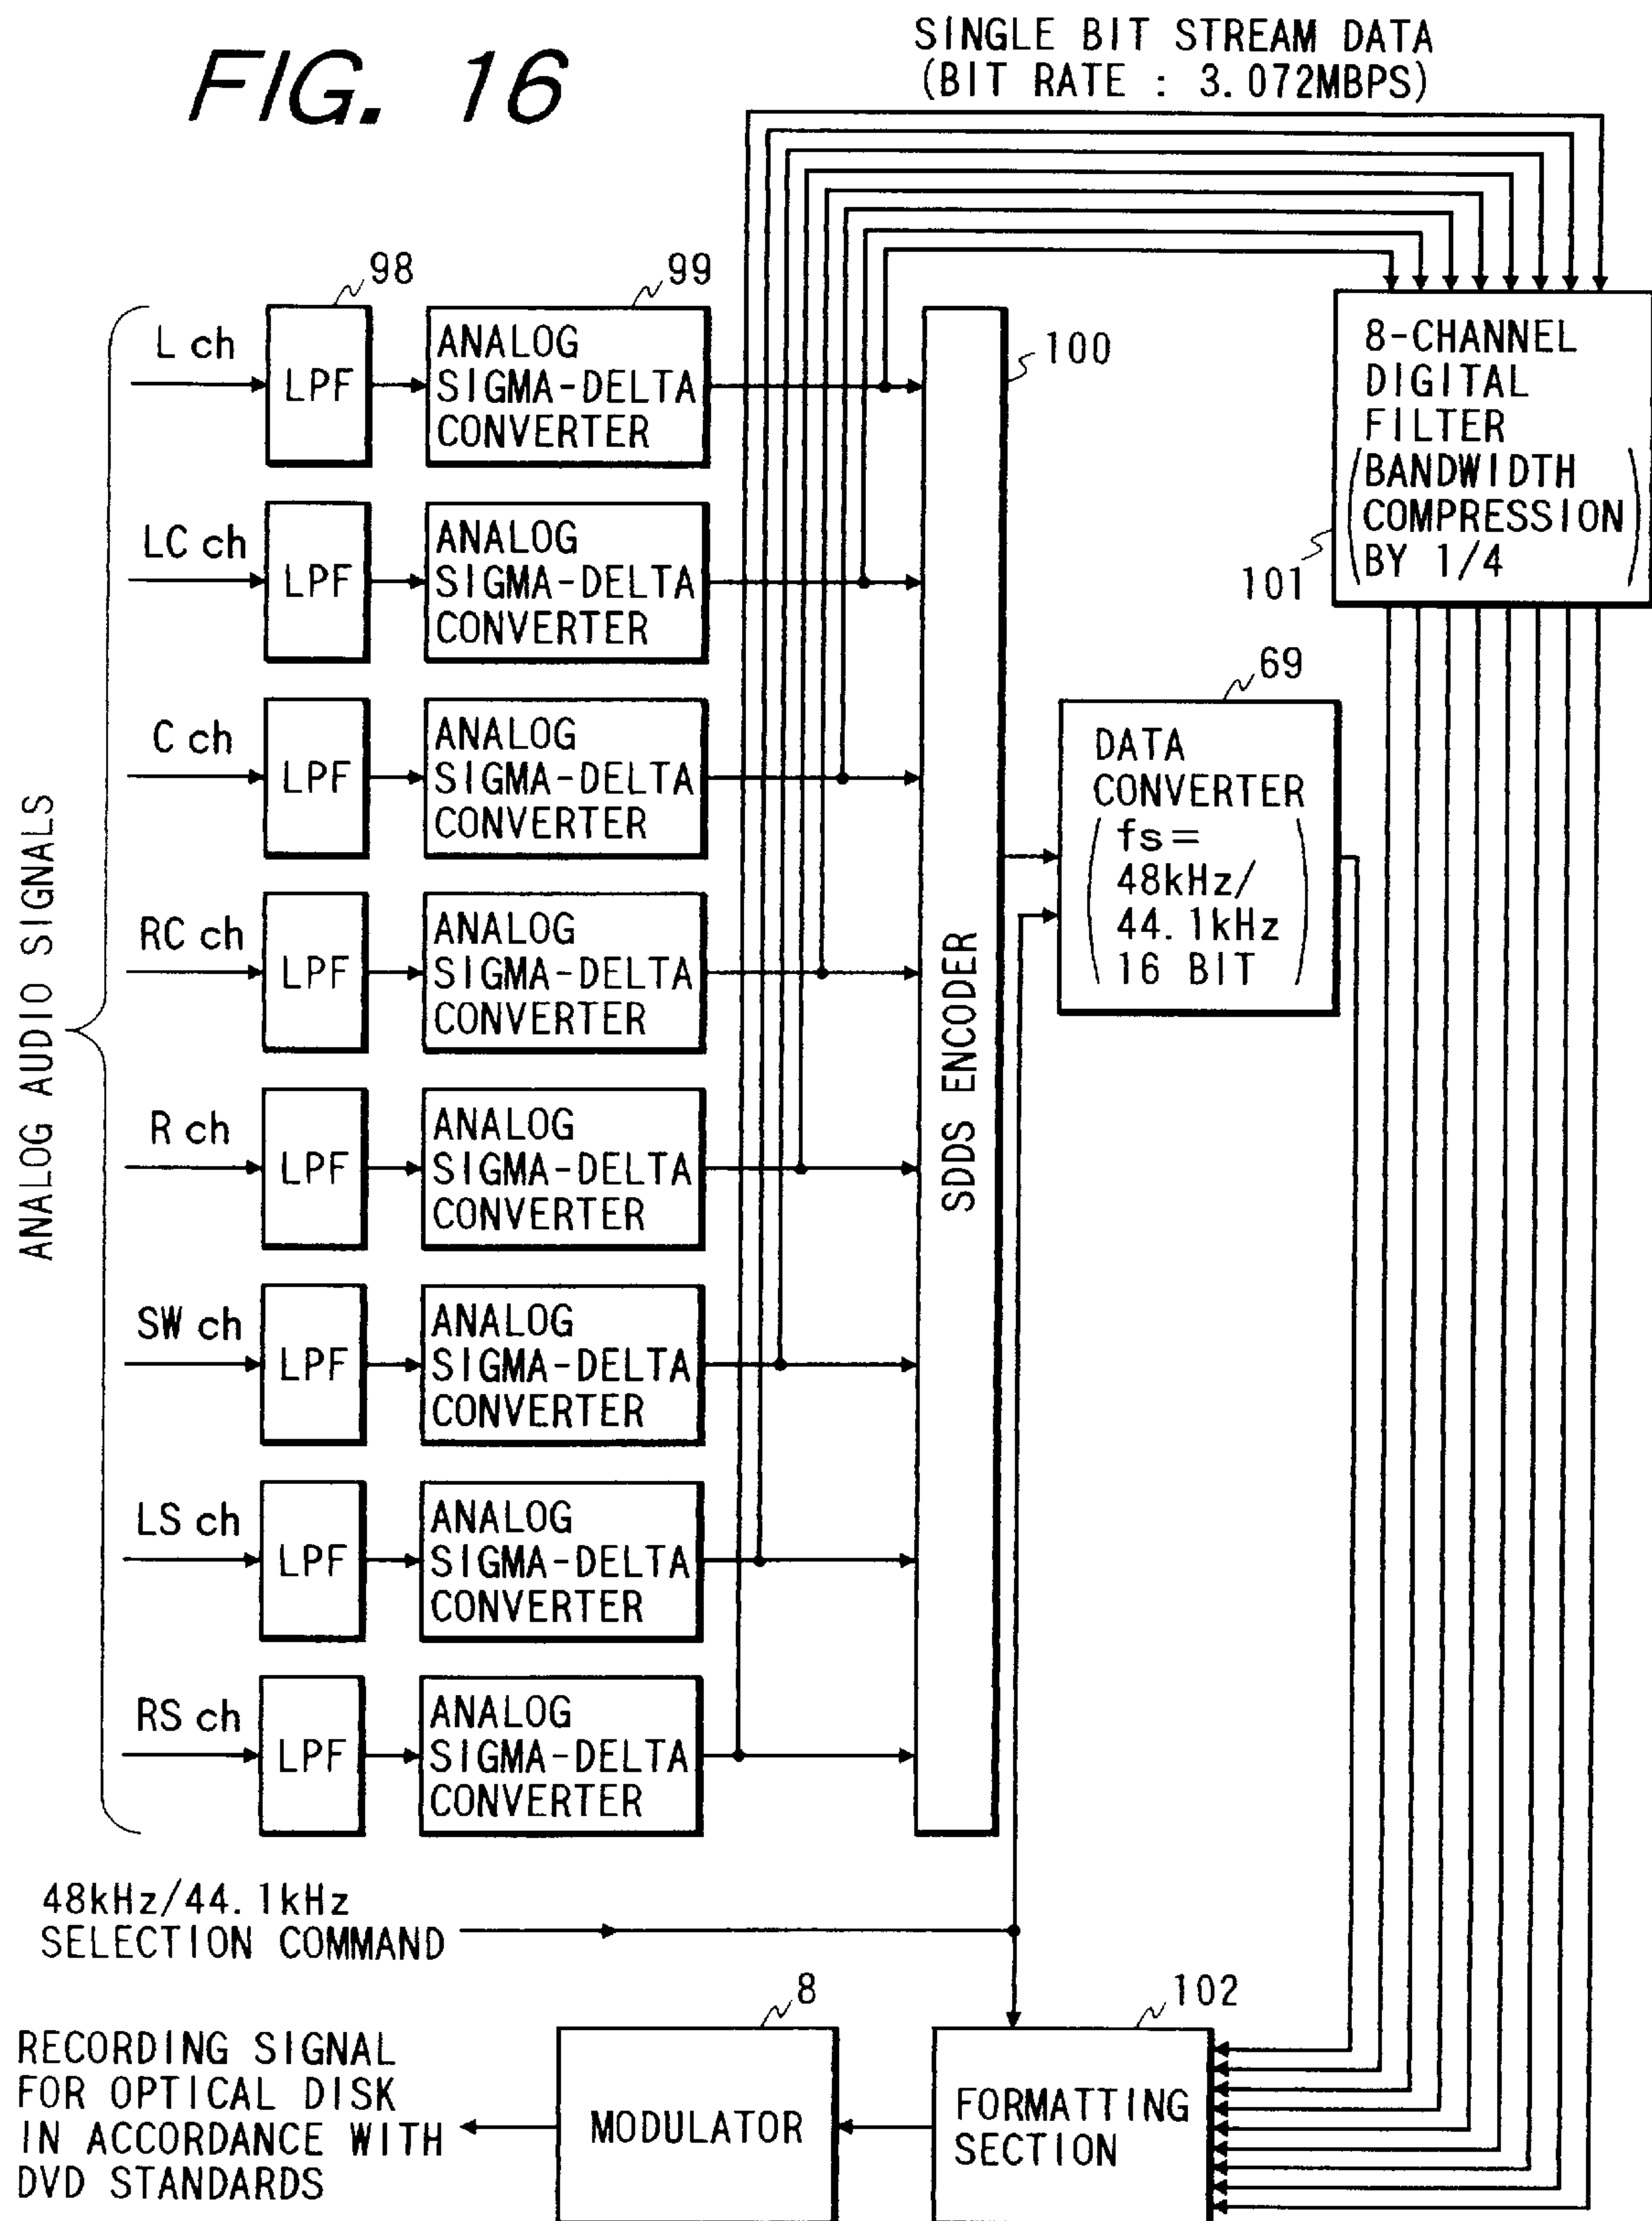 FIG. 16
SINGLE BIT STREAM DATA
(BIT RATE : 3.072MBPS)
98
99
100
L ch
LPF
ANALOG
SIGMA-DELTA
CONVERTER
8-CHANNEL
DIGITAL
FILTER
(BANDWIDTH
COMPRESSION
BY 1/4)
101
LC ch
LPF
ANALOG
SIGMA-DELTA
CONVERTER
69
DATA
CONVERTER
(fs=
48kHz/
44.1kHz
16 BIT)
C ch
LPF
ANALOG
SIGMA-DELTA
CONVERTER
ANALOG AUDIO SIGNALS
RC ch
LPF
ANALOG
SIGMA-DELTA
CONVERTER
SDDS ENCODER
R ch
LPF
ANALOG
SIGMA-DELTA
CONVERTER
SW ch
LPF
ANALOG
SIGMA-DELTA
CONVERTER
LS ch
LPF
ANALOG
SIGMA-DELTA
CONVERTER
RS ch
LPF
ANALOG
SIGMA-DELTA
CONVERTER
48kHz/44.1kHz
SELECTION COMMAND
8
102
RECORDING SIGNAL
FOR OPTICAL DISK
IN ACCORDANCE WITH
DVD STANDARDS
MODULATOR
FORMATTING
SECTION